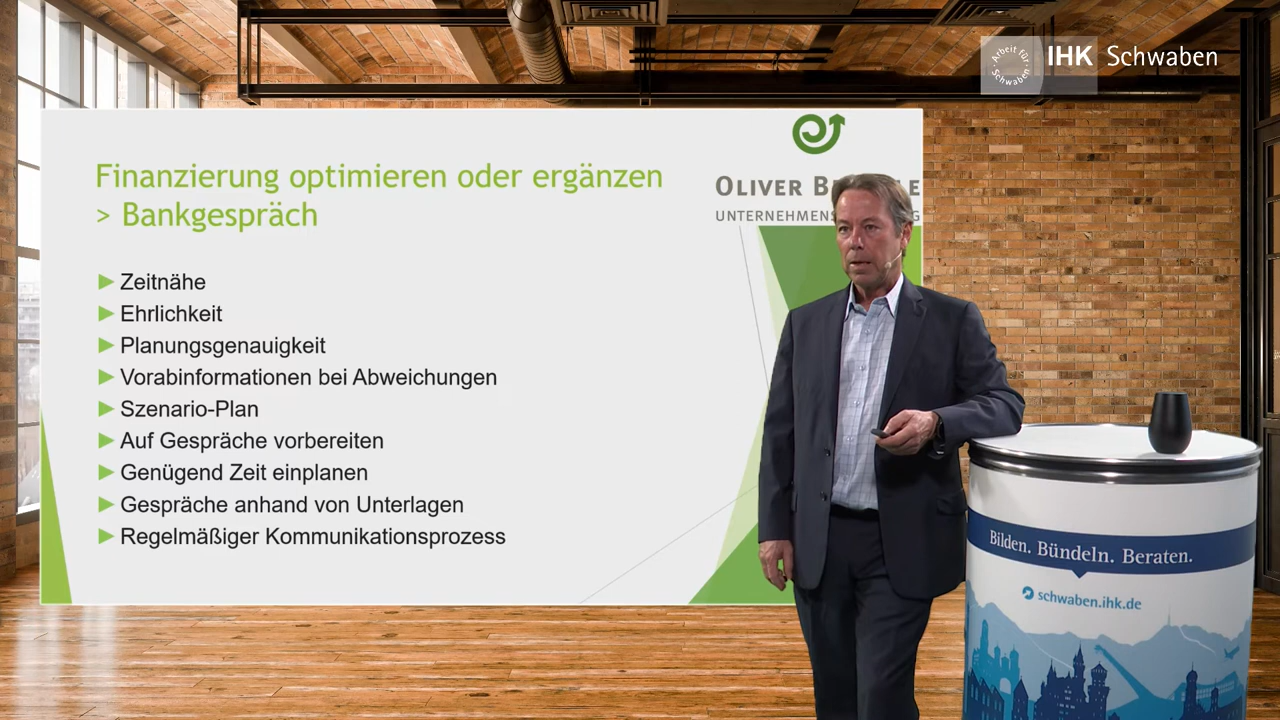 Arbeit für
Schwaben
IHK Schwaben
Finanzierung optimieren oder ergänzen
> Bankgespräch
OLIVER
Zeitnähe
Ehrlichkeit
Planungsgenauigkeit
Vorabinformationen bei Abweichungen
Szenario-Plan
Auf Gespräche vorbereiten
Genügend Zeit einplanen
Gespräche anhand von Unterlagen
Regelmäßiger Kommunikationsprozess
Bilden. Bündeln. Beraten.
schwaben.ihk.de